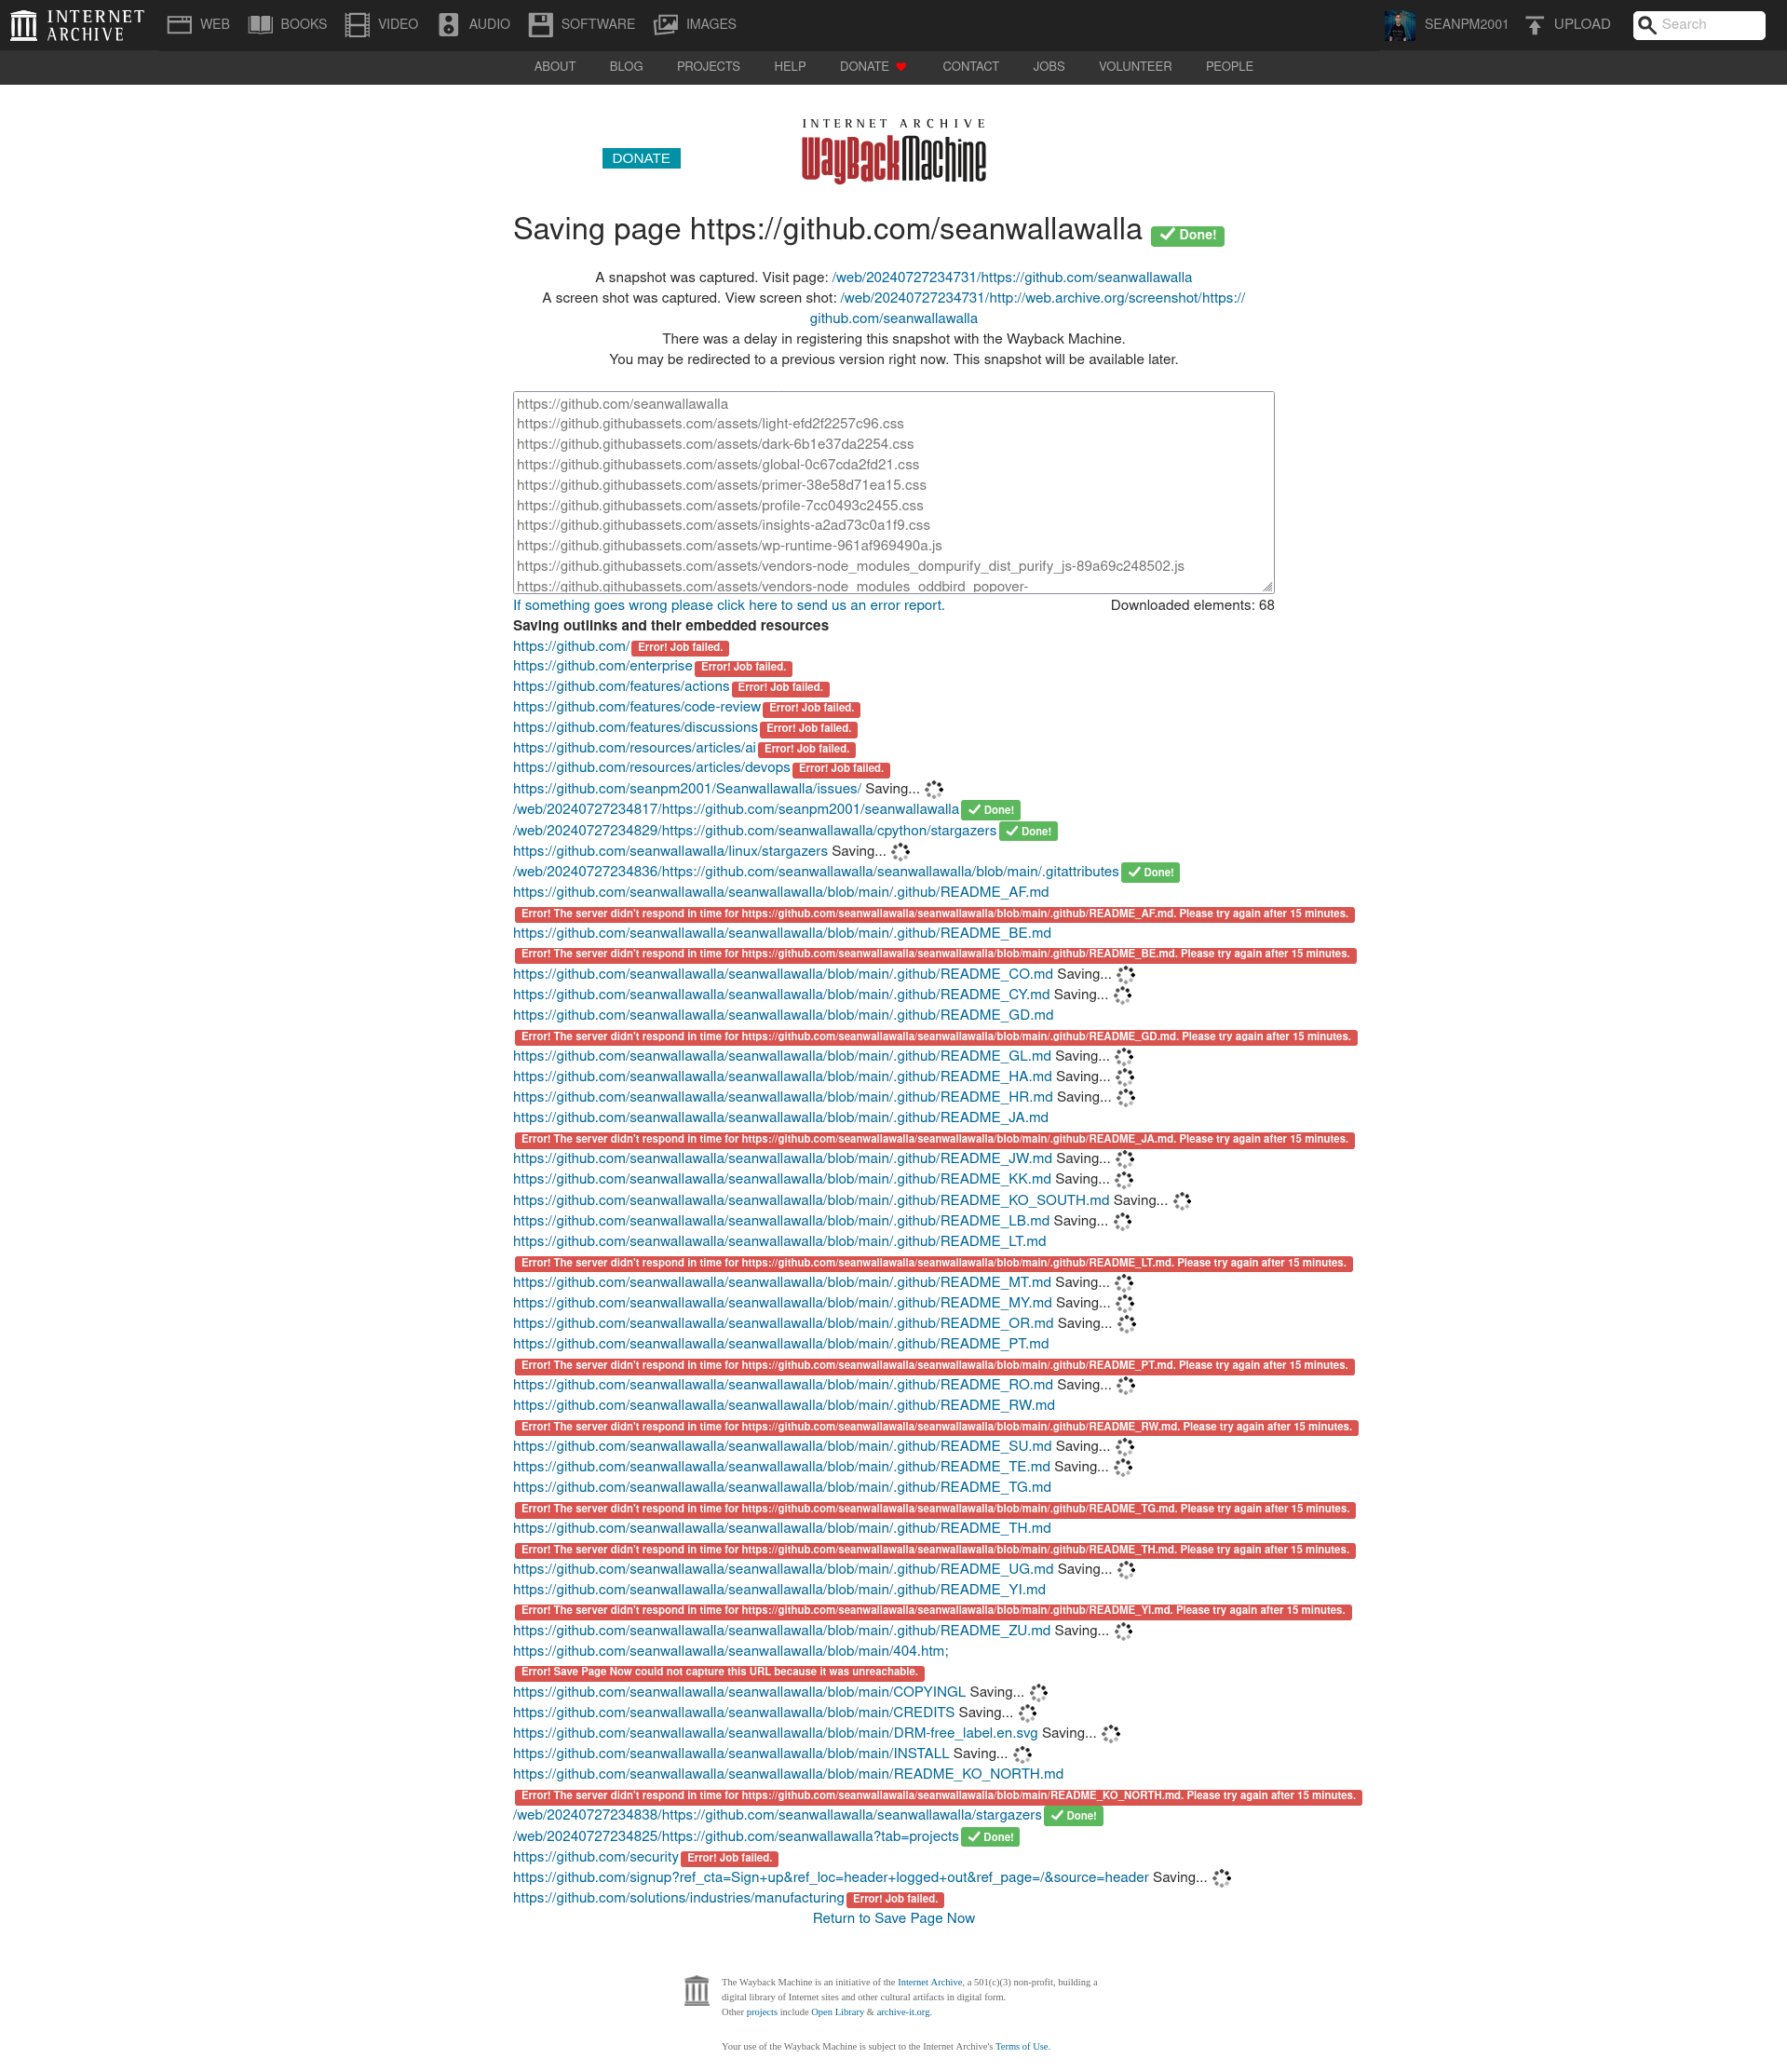 INTERNET ARCHIVE
WEB BOOKS VIDEO AUDIO SOFTWARE IMAGES SEANPM2001 UPLOAD Search
ABOUT BLOG PROJECTS HELP DONATE CONTACT JOBS VOLUNTEER PEOPLE
INTERNET ARCHIVE
WayBackMachine
DONATE
Saving page https://github.com/seanwallawalla Done!
A snapshot was captured. Visit page: /web/20240727234731/https://github.com/seanwallawalla
A screen shot was captured. View screen shot: /web/20240727234731/http://web.archive.org/screenshot/https://
github.com/seanwallawalla
There was a delay in registering this snapshot with the Wayback Machine.
You may be redirected to a previous version right now. This snapshot will be available later.
https://github.com/seanwallawalla
https://github.githubassets.com/assets/light-efd2f2257c96.css
https://github.githubassets.com/assets/dark-6b1e37da2254.css
https://github.githubassets.com/assets/global-0c67cda2fd21.css
https://github.githubassets.com/assets/primer-38e58d71ea15.css
https://github.githubassets.com/assets/profile-7cc0493c2455.css
https://github.githubassets.com/assets/insights-a2ad73c0a1f9.css
https://github.githubassets.com/assets/wp-runtime-961af969490a.js
https://github.githubassets.com/assets/vendors-node_modules_dompurify_dist_purify_js-89a69c248502.js
https://github.githubassets.com/assets/vendors-node_modules_oddbird_popover-
If something goes wrong please click here to send us an error report. Downloaded elements: 68
Saving outlinks and their embedded resources
https://github.com/ Error! Job failed.
https://github.com/enterprise Error! Job failed.
https://github.com/features/actions Error! Job failed.
https://github.com/features/code-review Error! Job failed.
https://github.com/features/discussions Error! Job failed.
https://github.com/resources/articles/ai Error! Job failed.
https://github.com/resources/articles/devops Error! Job failed.
https://github.com/seanpm2001/Seanwallawalla/issues/ Saving...
/web/20240727234817/https://github.com/seanpm2001/seanwallawalla Done!
/web/20240727234829/https://github.com/seanwallawalla/cpython/stargazers Done!
https://github.com/seanwallawalla/linux/stargazers Saving...
/web/20240727234836/https://github.com/seanwallawalla/seanwallawalla/blob/main/.gitattributes Done!
https://github.com/seanwallawalla/seanwallawalla/blob/main/.github/README_AF.md
Error! The server didn't respond in time for https://github.com/seanwallawalla/seanwallawalla/blob/main/.github/README_AF.md. Please try again after 15 minutes.
https://github.com/seanwallawalla/seanwallawalla/blob/main/.github/README_BE.md
Error! The server didn't respond in time for https://github.com/seanwallawalla/seanwallawalla/blob/main/.github/README_BE.md. Please try again after 15 minutes.
https://github.com/seanwallawalla/seanwallawalla/blob/main/.github/README_CO.md Saving...
https://github.com/seanwallawalla/seanwallawalla/blob/main/.github/README_CY.md Saving...
https://github.com/seanwallawalla/seanwallawalla/blob/main/.github/README_GD.md
Error! The server didn't respond in time for https://github.com/seanwallawalla/seanwallawalla/blob/main/.github/README_GD.md. Please try again after 15 minutes.
https://github.com/seanwallawalla/seanwallawalla/blob/main/.github/README_GL.md Saving...
https://github.com/seanwallawalla/seanwallawalla/blob/main/.github/README_HA.md Saving...
https://github.com/seanwallawalla/seanwallawalla/blob/main/.github/README_HR.md Saving...
https://github.com/seanwallawalla/seanwallawalla/blob/main/.github/README_JA.md
Error! The server didn't respond in time for https://github.com/seanwallawalla/seanwallawalla/blob/main/.github/README_JA.md. Please try again after 15 minutes.
https://github.com/seanwallawalla/seanwallawalla/blob/main/.github/README_JW.md Saving...
https://github.com/seanwallawalla/seanwallawalla/blob/main/.github/README_KK.md Saving...
https://github.com/seanwallawalla/seanwallawalla/blob/main/.github/README_KO_SOUTH.md Saving...
https://github.com/seanwallawalla/seanwallawalla/blob/main/.github/README_LB.md Saving...
https://github.com/seanwallawalla/seanwallawalla/blob/main/.github/README_LT.md
Error! The server didn't respond in time for https://github.com/seanwallawalla/seanwallawalla/blob/main/.github/README_LT.md. Please try again after 15 minutes.
https://github.com/seanwallawalla/seanwallawalla/blob/main/.github/README_MT.md Saving...
https://github.com/seanwallawalla/seanwallawalla/blob/main/.github/README_MY.md Saving...
https://github.com/seanwallawalla/seanwallawalla/blob/main/.github/README_OR.md Saving...
https://github.com/seanwallawalla/seanwallawalla/blob/main/.github/README_PT.md
Error! The server didn't respond in time for https://github.com/seanwallawalla/seanwallawalla/blob/main/.github/README_PT.md. Please try again after 15 minutes.
https://github.com/seanwallawalla/seanwallawalla/blob/main/.github/README_RO.md Saving...
https://github.com/seanwallawalla/seanwallawalla/blob/main/.github/README_RW.md
Error! The server didn't respond in time for https://github.com/seanwallawalla/seanwallawalla/blob/main/.github/README_RW.md. Please try again after 15 minutes.
https://github.com/seanwallawalla/seanwallawalla/blob/main/.github/README_SU.md Saving...
https://github.com/seanwallawalla/seanwallawalla/blob/main/.github/README_TE.md Saving...
https://github.com/seanwallawalla/seanwallawalla/blob/main/.github/README_TG.md
Error! The server didn't respond in time for https://github.com/seanwallawalla/seanwallawalla/blob/main/.github/README_TG.md. Please try again after 15 minutes.
https://github.com/seanwallawalla/seanwallawalla/blob/main/.github/README_TH.md
Error! The server didn't respond in time for https://github.com/seanwallawalla/seanwallawalla/blob/main/.github/README_TH.md. Please try again after 15 minutes.
https://github.com/seanwallawalla/seanwallawalla/blob/main/.github/README_UG.md Saving...
https://github.com/seanwallawalla/seanwallawalla/blob/main/.github/README_YI.md
Error! The server didn't respond in time for https://github.com/seanwallawalla/seanwallawalla/blob/main/.github/README_YI.md. Please try again after 15 minutes.
https://github.com/seanwallawalla/seanwallawalla/blob/main/.github/README_ZU.md Saving...
https://github.com/seanwallawalla/seanwallawalla/blob/main/404.htm;
Error! Save Page Now could not capture this URL because it was unreachable.
https://github.com/seanwallawalla/seanwallawalla/blob/main/COPYINGL Saving...
https://github.com/seanwallawalla/seanwallawalla/blob/main/CREDITS Saving...
https://github.com/seanwallawalla/seanwallawalla/blob/main/DRM-free_label.en.svg Saving...
https://github.com/seanwallawalla/seanwallawalla/blob/main/INSTALL Saving...
https://github.com/seanwallawalla/seanwallawalla/blob/main/README_KO_NORTH.md
Error! The server didn't respond in time for https://github.com/seanwallawalla/seanwallawalla/blob/main/README_KO_NORTH.md. Please try again after 15 minutes.
/web/20240727234838/https://github.com/seanwallawalla/seanwallawalla/stargazers Done!
/web/20240727234825/https://github.com/seanwallawalla?tab=projects Done!
https://github.com/security Error! Job failed.
https://github.com/signup?ref_cta=Sign+up&ref_loc=header+logged+out&ref_page=/&source=header Saving...
https://github.com/solutions/industries/manufacturing Error! Job failed.
Return to Save Page Now
The Wayback Machine is an initiative of the Internet Archive, a 501(c)(3) non-profit, building a
digital library of Internet sites and other cultural artifacts in digital form.
Other projects include Open Library & archive-it.org.
Your use of the Wayback Machine is subject to the Internet Archive's Terms of Use.